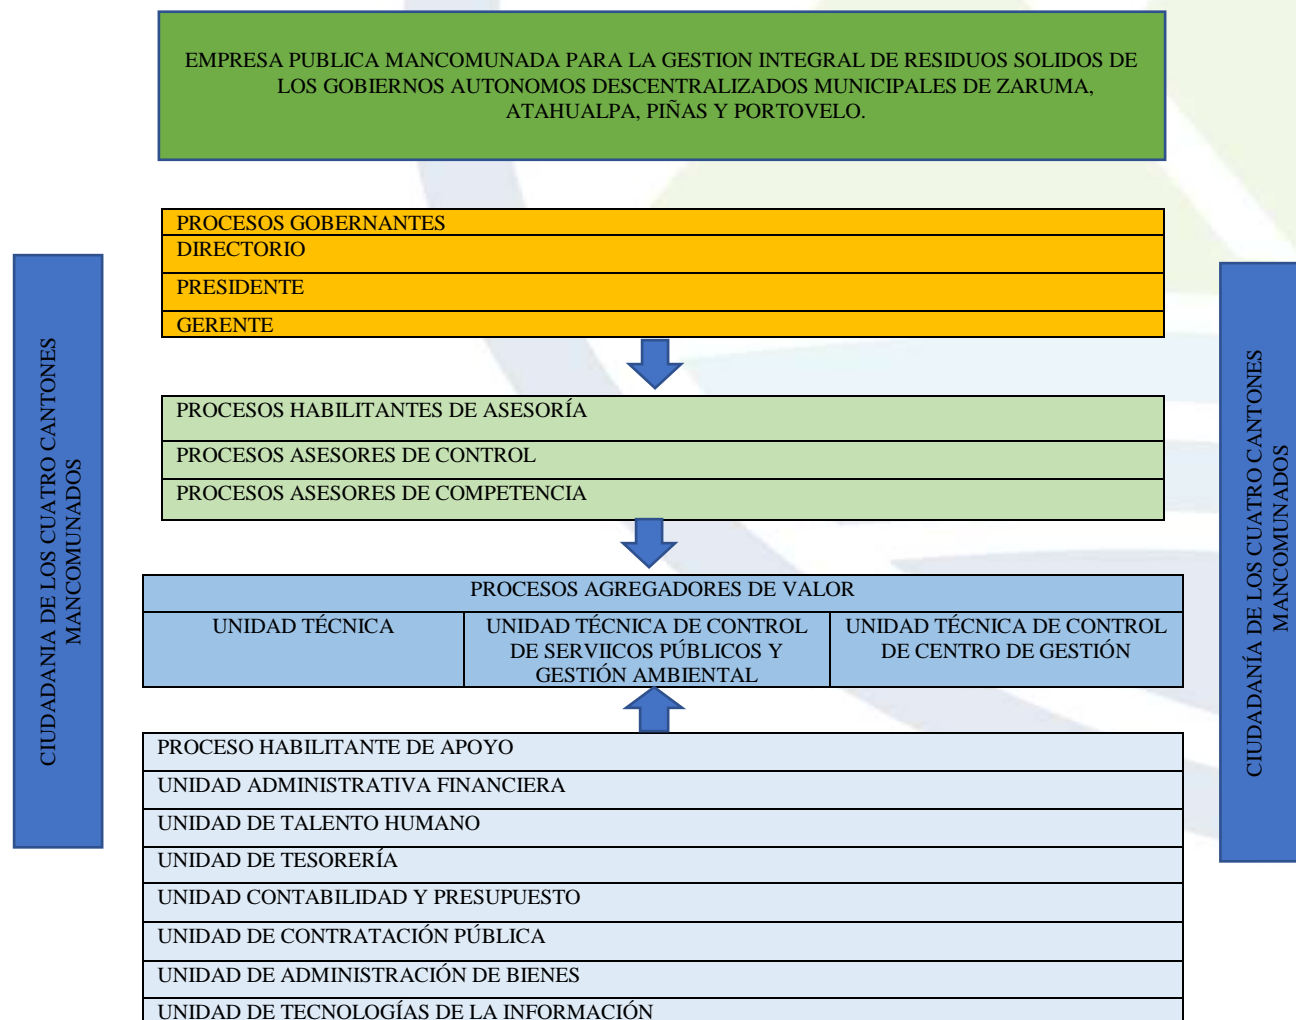 EMPRESA PUBLICA MANCOMUNADA PARA LA GESTION INTEGRAL DE RESIDUOS SOLIDOS DE
LOS GOBIERNOS AUTONOMOS DESCENTRALIZADOS MUNICIPALES DE ZARUMA,
ATAHUALPA, PIÑAS Y PORTOVELO.
CIUDADANIA DE LOS CUATRO CANTONES
MANCOMUNADOS
PROCESOS GOBERNANTES
DIRECTORIO
PRESIDENTE
GERENTE
PROCESOS HABILITANTES DE ASESORÍA
PROCESOS ASESORES DE CONTROL
PROCESOS ASESORES DE COMPETENCIA
PROCESOS AGREGADORES DE VALOR
UNIDAD TÉCNICA
UNIDAD TÉCNICA DE CONTROL
DE SERVIICOS PÚBLICOS Y
GESTIÓN AMBIENTAL
UNIDAD TÉCNICA DE CONTROL
DE CENTRO DE GESTIÓN
PROCESO HABILITANTE DE APOYO
UNIDAD ADMINISTRATIVA FINANCIERA
UNIDAD DE TALENTO HUMANO
UNIDAD DE TESORERÍA
UNIDAD CONTABILIDAD Y PRESUPUESTO
UNIDAD DE CONTRATACIÓN PÚBLICA
UNIDAD DE ADMINISTRACIÓN DE BIENES
UNIDAD DE TECNOLOGÍAS DE LA INFORMACIÓN
CIUDADANÍA DE LOS CUATRO CANTONES
MANCOMUNADOS